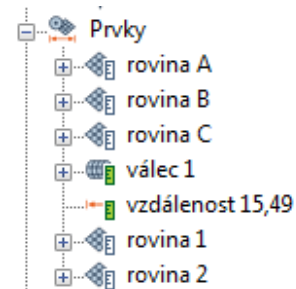 Prvky
rovina A
rovina B
rovina C
válec 1
vzdálenost 15,49
rovina 1
rovina 2